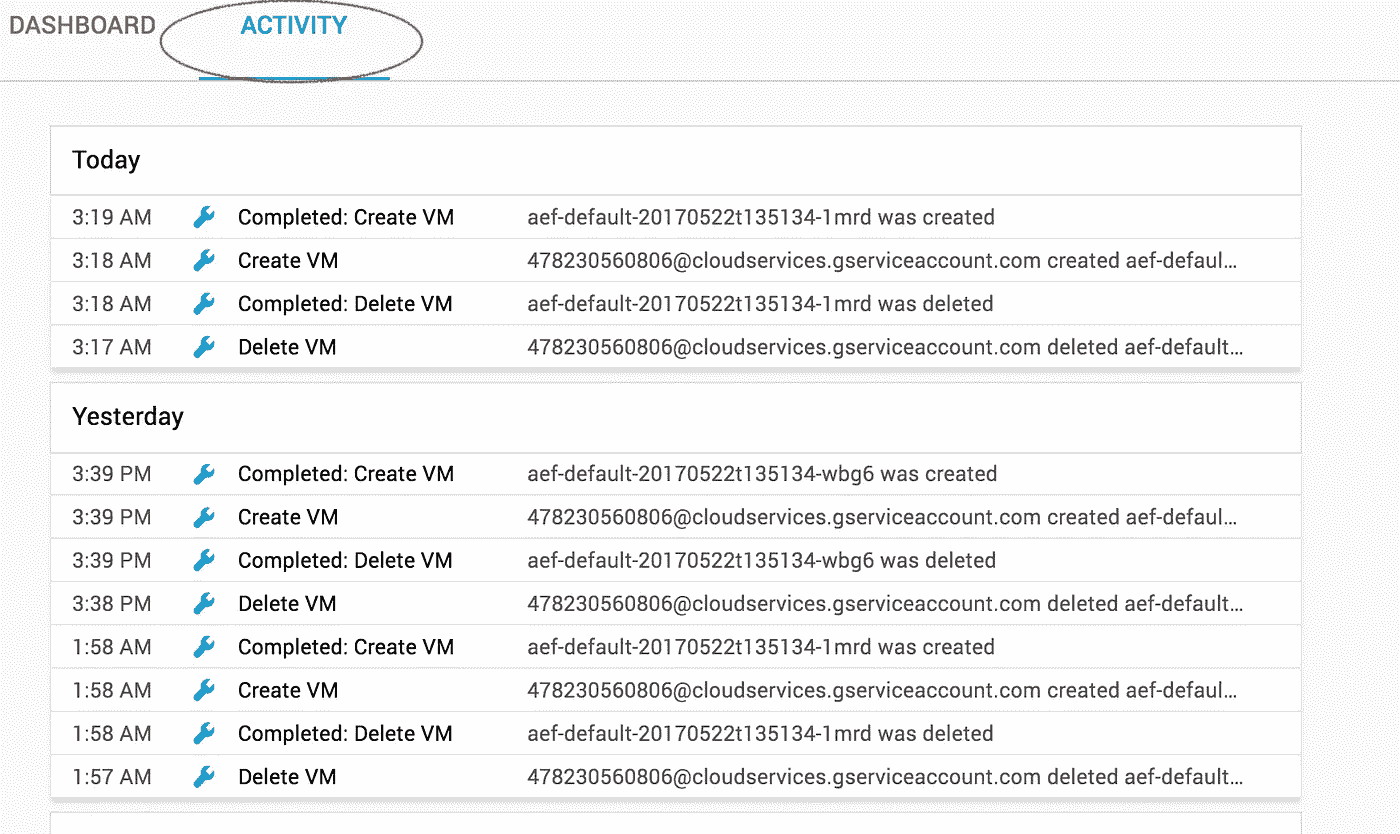 DASHBOARD ACTIVITY
Today
3:19 AM Completed: Create VM aef-default-20170522t135134-1mrd was created
3:18 AM Create VM 478230560806@cloudservices.gserviceaccount.com created aef-defaul...
3:18 AM Completed: Delete VM aef-default-20170522t135134-1mrd was deleted
3:17 AM Delete VM 478230560806@cloudservices.gserviceaccount.com deleted aef-default...
Yesterday
3:39 PM Completed: Create VM aef-default-20170522t135134-wbg6 was created
3:39 PM Create VM 478230560806@cloudservices.gserviceaccount.com created aef-defaul...
3:39 PM Completed: Delete VM aef-default-20170522t135134-wbg6 was deleted
3:38 PM Delete VM 478230560806@cloudservices.gserviceaccount.com deleted aef-default...
1:58 AM Completed: Create VM aef-default-20170522t135134-1mrd was created
1:58 AM Create VM 478230560806@cloudservices.gserviceaccount.com created aef-defaul...
1:58 AM Completed: Delete VM aef-default-20170522t135134-1mrd was deleted
1:57 AM Delete VM 478230560806@cloudservices.gserviceaccount.com deleted aef-default...